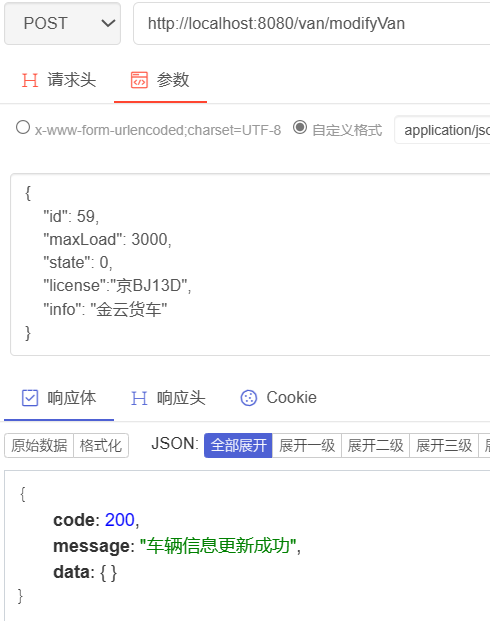 POST http://localhost:8080/van/modifyVan
请求头 参数
x-www-form-urlencoded;charset=UTF-8 自定义格式 application/jsc
{
"id": 59,
"maxLoad": 3000,
"state": 0,
"license":"京BJ13D",
"info": "金云货车"
}
响应体 响应头 Cookie
原始数据 格式化 JSON: 全部展开 展开一级 展开二级 展开三级
{
code: 200,
message: "车辆信息更新成功",
data: { }
}